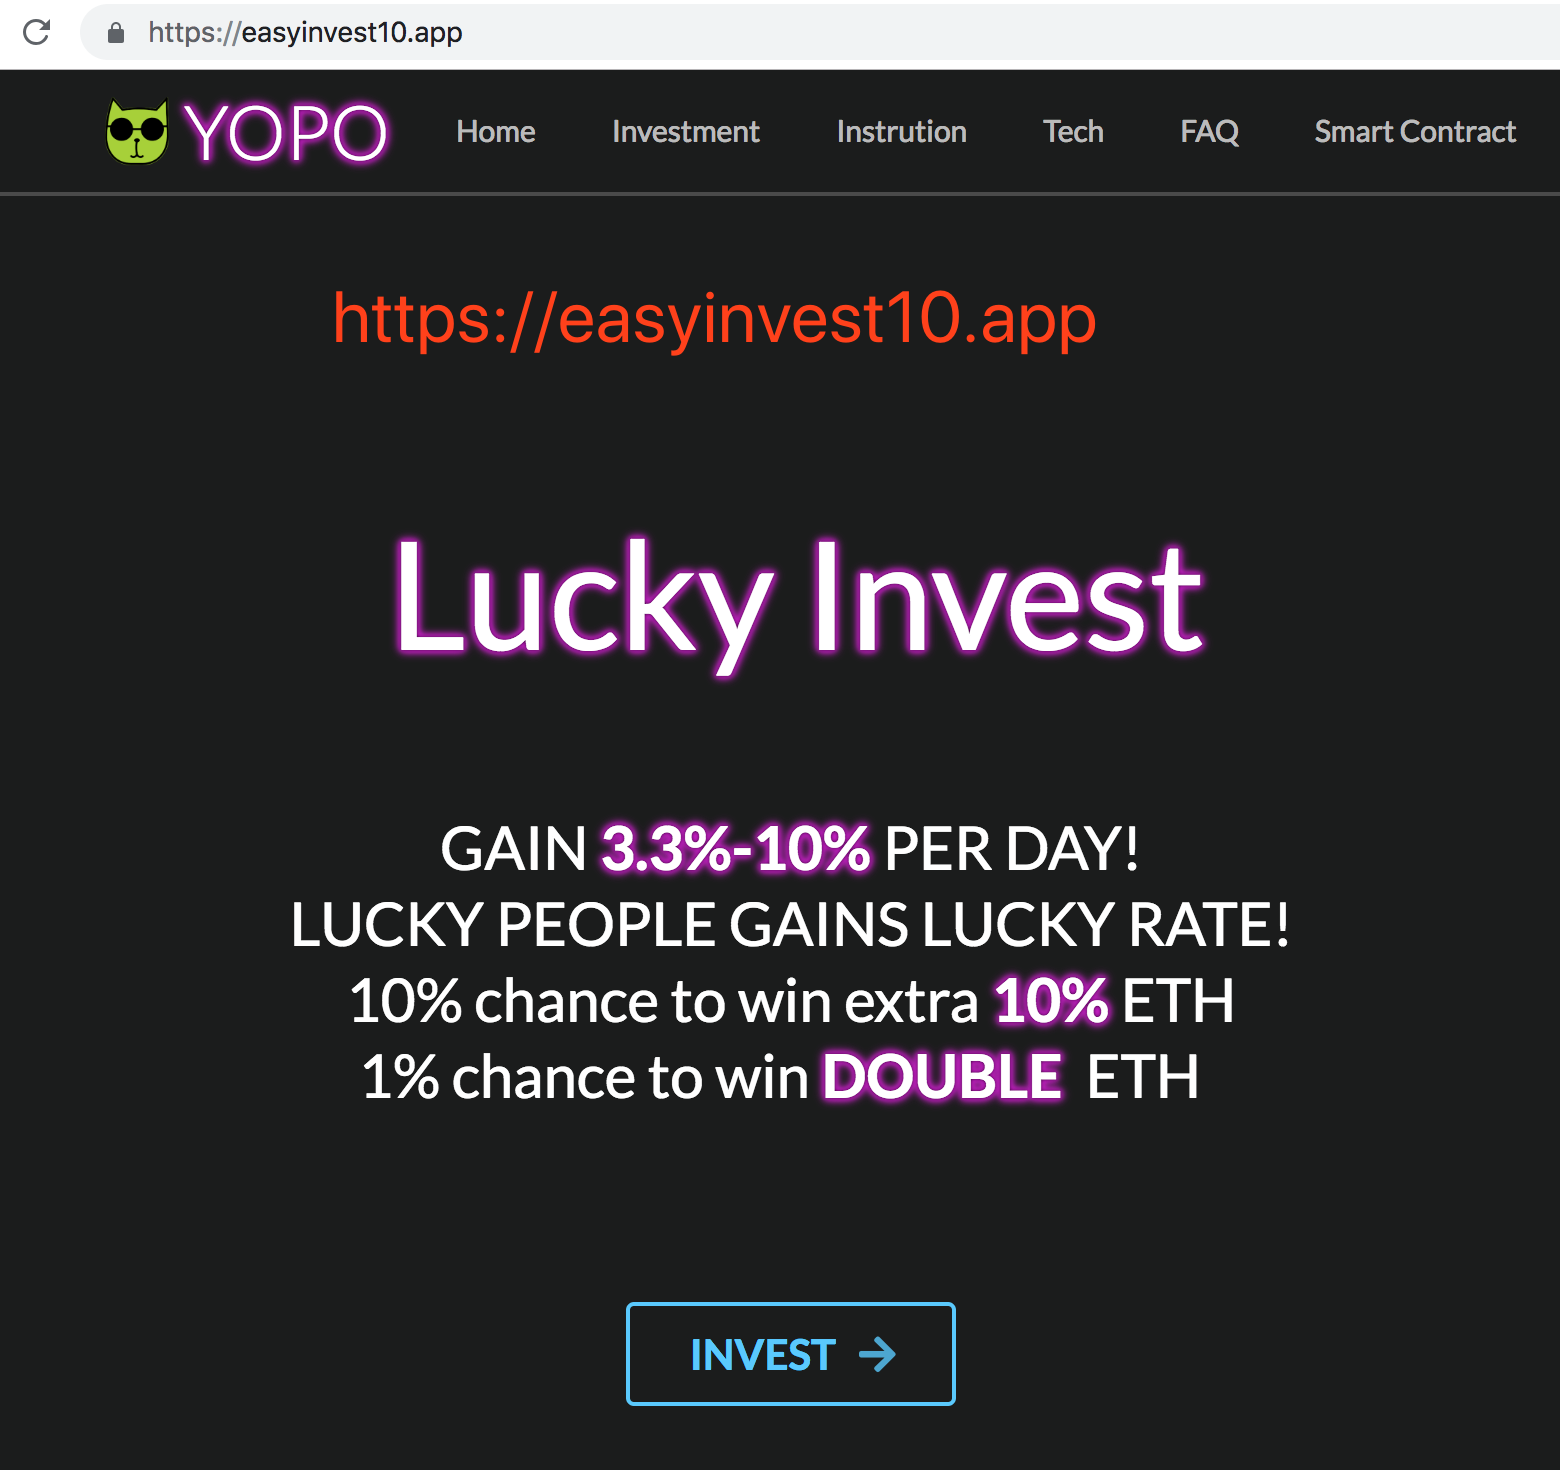 https://easyinvest10.app
YOPO Home Investment Instrution Tech FAQ Smart Contract
https://easyinvest10.app
Lucky Invest
GAIN 3.3%-10% PER DAY!
LUCKY PEOPLE GAINS LUCKY RATE!
10% chance to win extra 10% ETH
1% chance to win DOUBLE ETH
INVEST →